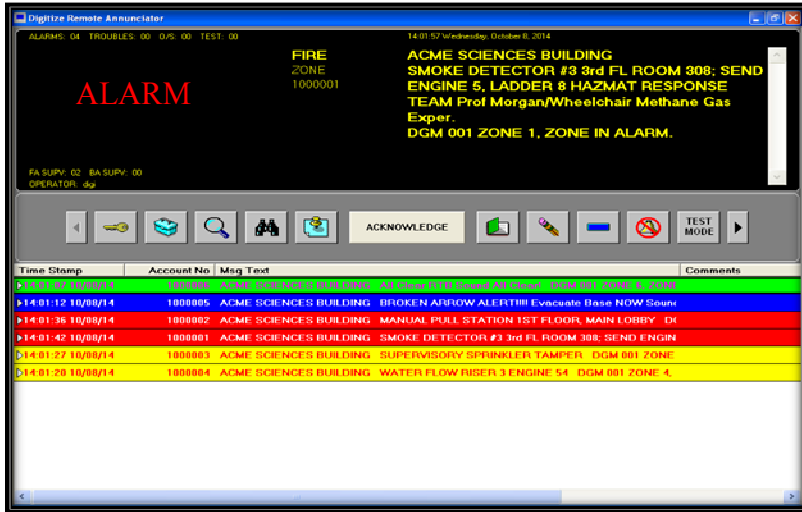 Digitize Remote Annunciator
ALARMS: 04 TROUBLES: 00 O/S: 00 TEST: 00
14:01:57 Wednesday, October 8, 2014
FIRE
ZONE
1000001
ALARM
ACME SCIENCES BUILDING
SMOKE DETECTOR #3 3rd FL ROOM 308; SEND
ENGINE 5, LADDER 8 HAZMAT RESPONSE
TEAM Prof Morgan/Wheelchair Methane Gas
Exper.
DGM 001 ZONE 1, ZONE IN ALARM.
FA SUPV: 02 BA SUPV: 00
OPERATOR: dgi
ACKNOWLEDGE
TEST
MODE
Time Stamp Account No Msg Text Comments
14:01:07 10/08/14 1000006 ACME SCIENCES BUILDING All Clear RTB Sound All Clear! DGM 001 ZONE 6, ZONE
14:01:12 10/08/14 1000005 ACME SCIENCES BUILDING BROKEN ARROW ALERT!!!! Evacuate Base NOW Soun
14:01:36 10/08/14 1000002 ACME SCIENCES BUILDING MANUAL PULL STATION 1ST FLOOR, MAIN LOBBY
14:01:42 10/08/14 1000001 ACME SCIENCES BUILDING SMOKE DETECTOR #3 3rd FL ROOM 308; SEND ENGIN
14:01:27 10/08/14 1000003 ACME SCIENCES BUILDING SUPERVISORY SPRINKLER TAMPER DGM 001 ZONE
14:01:20 10/08/14 1000004 ACME SCIENCES BUILDING WATER FLOW RISER 3 ENGINE 54 DGM 001 ZONE 4,